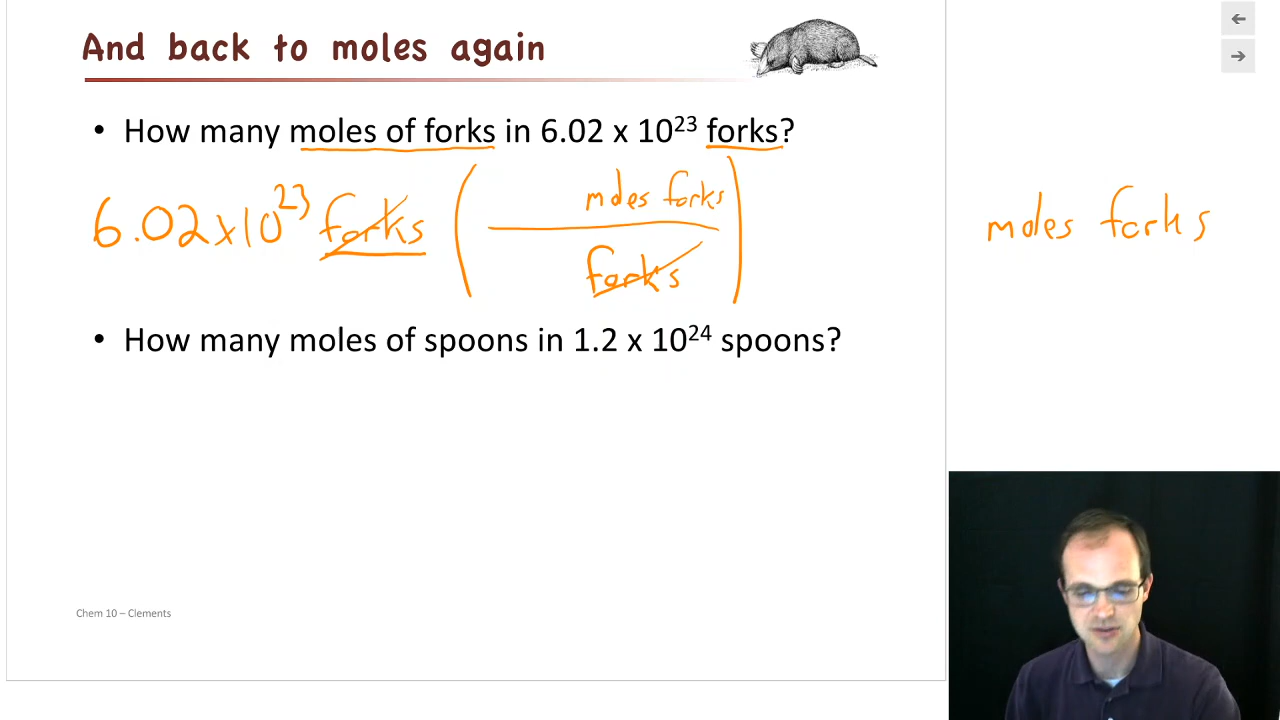 And back to moles again
• How many moles of forks in 6.02 x 10²³ forks?
6.02x10²³ forks ( moles forks / forks ) moles forks
• How many moles of spoons in 1.2 x 10²⁴ spoons?
Chem 10 – Clements